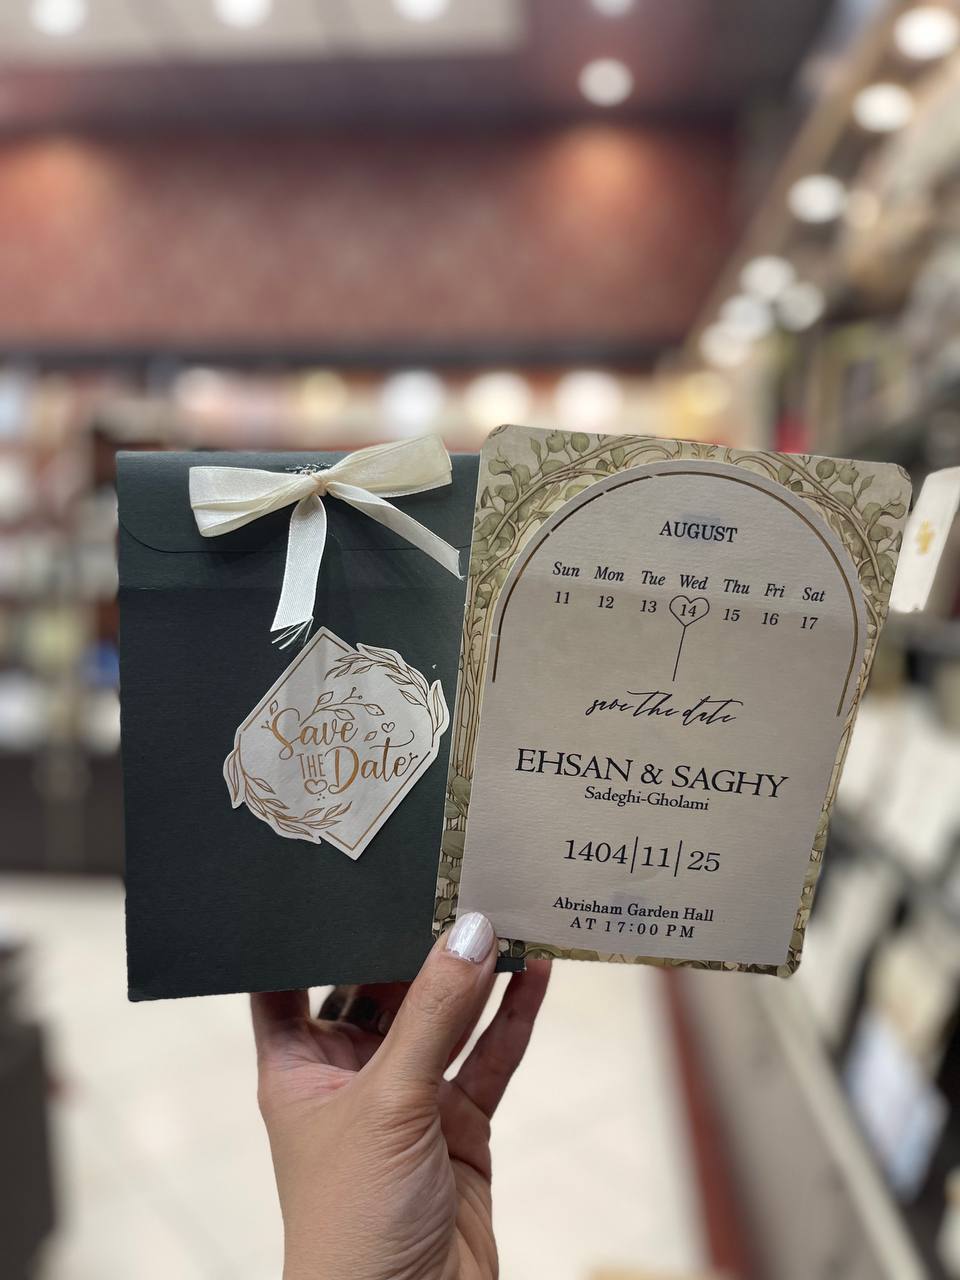 Save
THE
Date
AUGUST
Sun Mon Tue Wed Thu Fri Sat
11 12 13 14 15 16 17
save the date
EHSAN & SAGHY
Sadeghi-Gholami
1404|11|25
Abrisham Garden Hall
AT 17:00 PM